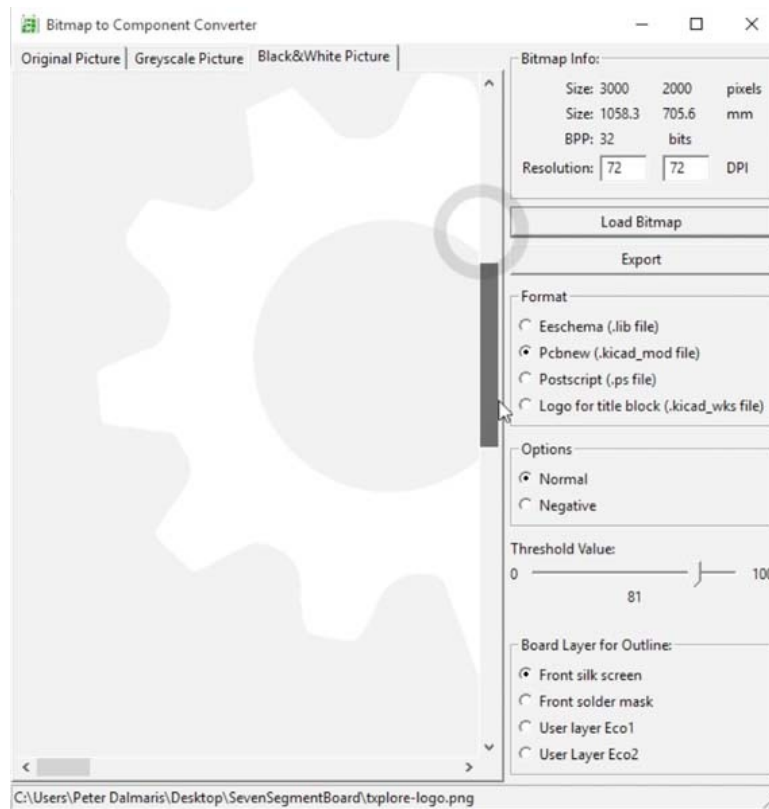 Bitmap to Component Converter
Original Picture Greyscale Picture Black&White Picture
Bitmap Info:
Size: 3000 2000 pixels
Size: 1058.3 705.6 mm
BPP: 32 bits
Resolution: 72 72 DPI
Load Bitmap
Export
Format
Eeschema (.lib file)
Pcbnew (.kicad_mod file)
Postscript (.ps file)
Logo for title block (.kicad_wks file)
Options
Normal
Negative
Threshold Value:
0 100
81
Board Layer for Outline:
Front silk screen
Front solder mask
User layer Eco1
User Layer Eco2
C:\Users\Peter Dalmaris\Desktop\SevenSegmentBoard\txplore-logo.png